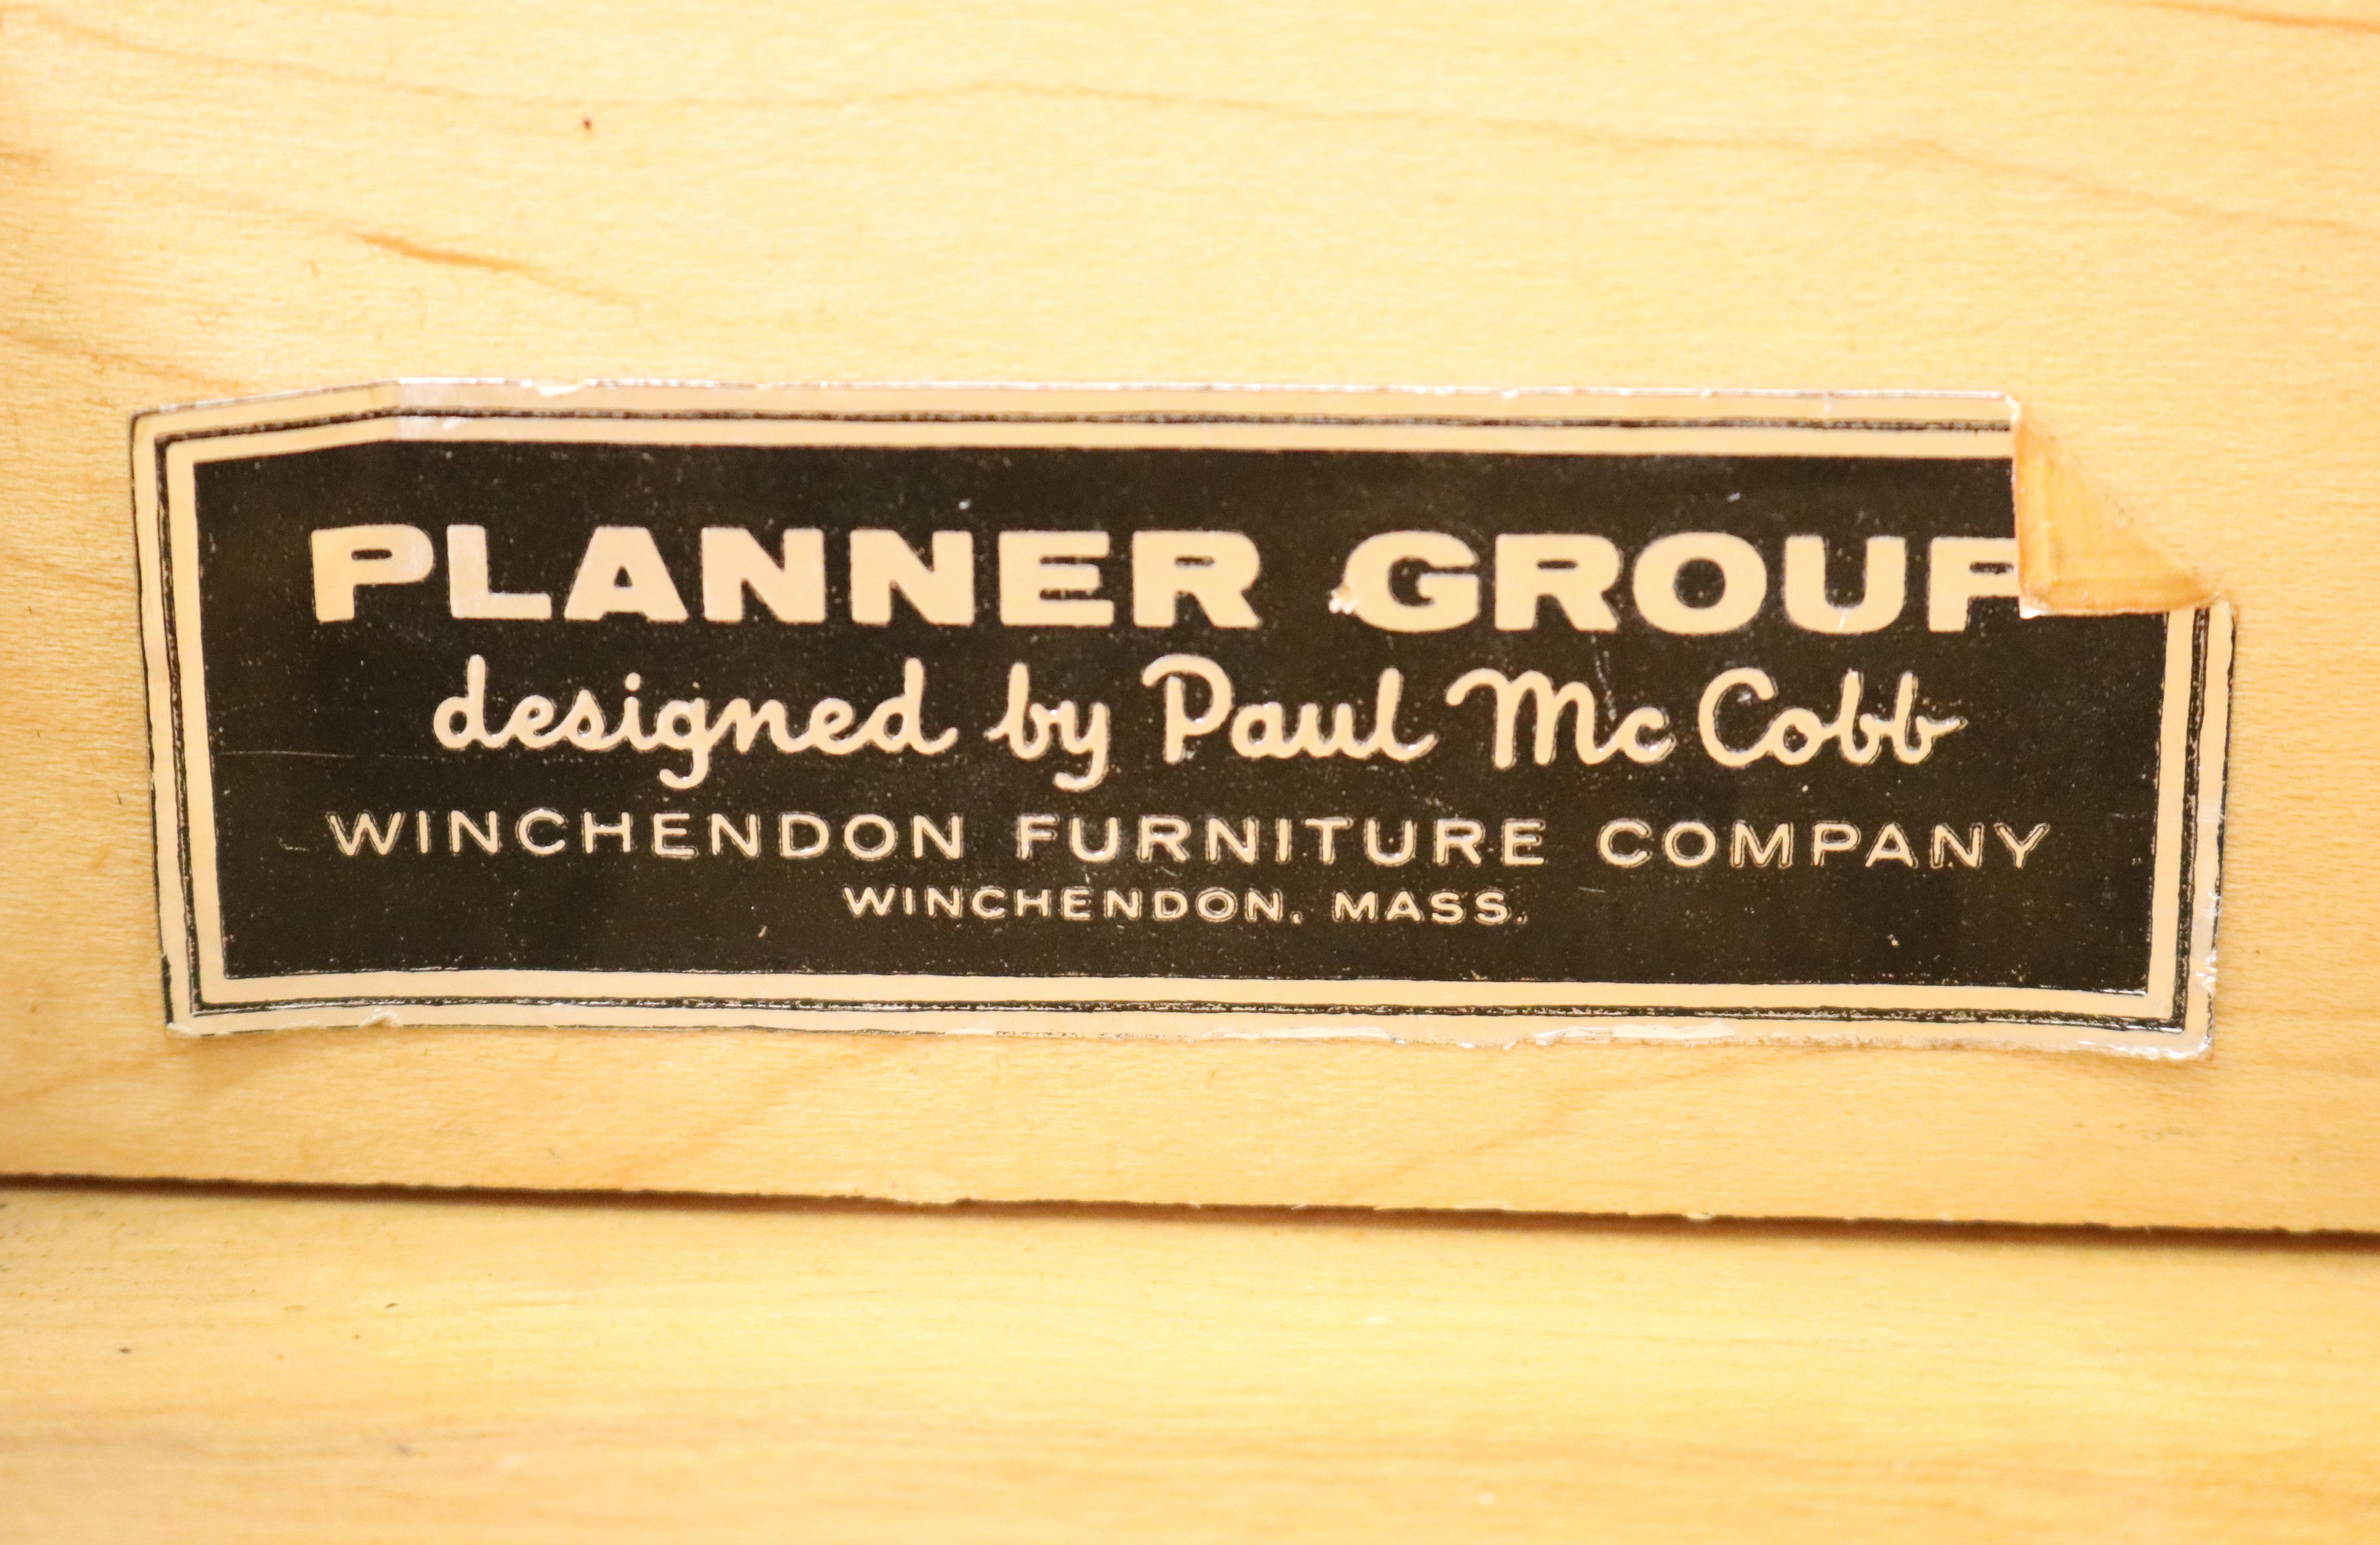 PLANNER GROUP
designed by Paul McCobb
WINCHENDON FURNITURE COMPANY
WINCHENDON, MASS.